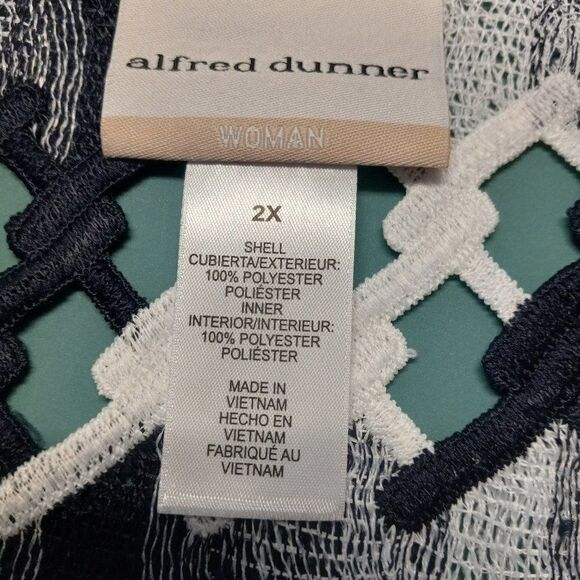 alfred dunner
WOMAN
2X
SHELL
CUBIERTA/EXTERIEUR:
100% POLYESTER
POLIÉSTER
INNER
INTERIOR/INTERIEUR:
100% POLYESTER
POLIÉSTER
MADE IN
VIETNAM
HECHO EN
VIETNAM
FABRIQUÉ AU
VIETNAM